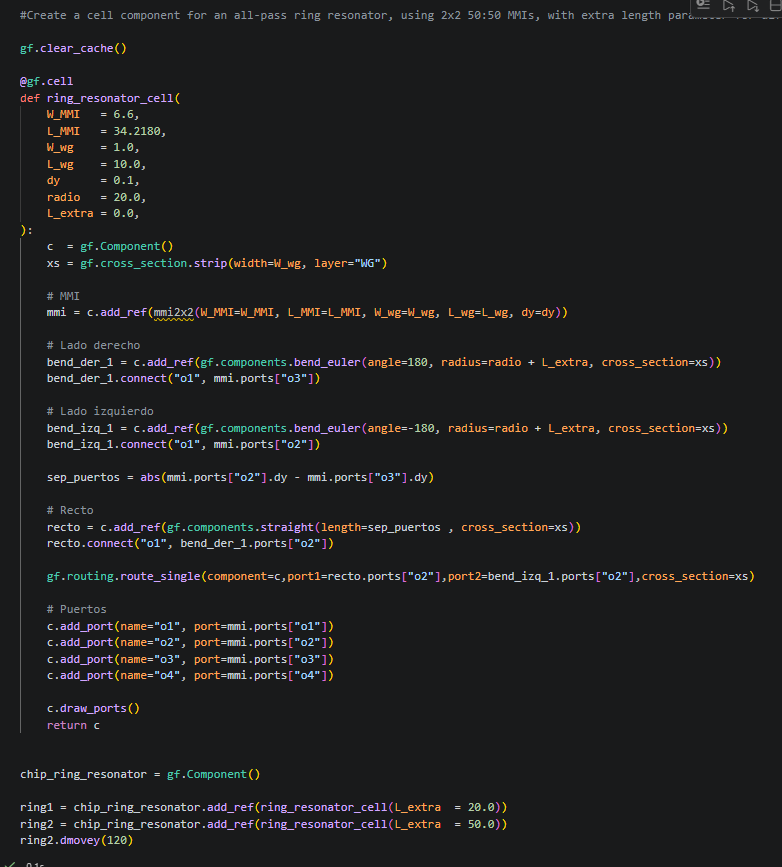 #Create a cell component for an all-pass ring resonator, using 2x2 50:50 MMIs, with extra length
gf.clear_cache()
@gf.cell
def ring_resonator_cell(
    W_MMI   = 6.6,
    L_MMI   = 34.2180,
    W_wg    = 1.0,
    L_wg    = 10.0,
    dy      = 0.1,
    radio   = 20.0,
    L_extra = 0.0,
):
    c  = gf.Component()
    xs = gf.cross_section.strip(width=W_wg, layer="WG")
    # MMI
    mmi = c.add_ref(mmi2x2(W_MMI=W_MMI, L_MMI=L_MMI, W_wg=W_wg, L_wg=L_wg, dy=dy))
    # Lado derecho
    bend_der_1 = c.add_ref(gf.components.bend_euler(angle=180, radius=radio + L_extra, cross_section=xs))
    bend_der_1.connect("o1", mmi.ports["o3"])
    # Lado izquierdo
    bend_izq_1 = c.add_ref(gf.components.bend_euler(angle=-180, radius=radio + L_extra, cross_section=xs))
    bend_izq_1.connect("o1", mmi.ports["o2"])
    sep_puertos = abs(mmi.ports["o2"].dy - mmi.ports["o3"].dy)
    # Recto
    recto = c.add_ref(gf.components.straight(length=sep_puertos , cross_section=xs))
    recto.connect("o1", bend_der_1.ports["o2"])
    gf.routing.route_single(component=c,port1=recto.ports["o2"],port2=bend_izq_1.ports["o2"],cross_section=xs)
    # Puertos
    c.add_port(name="o1", port=mmi.ports["o1"])
    c.add_port(name="o2", port=mmi.ports["o2"])
    c.add_port(name="o3", port=mmi.ports["o3"])
    c.add_port(name="o4", port=mmi.ports["o4"])
    c.draw_ports()
    return c
chip_ring_resonator = gf.Component()
ring1 = chip_ring_resonator.add_ref(ring_resonator_cell(L_extra  = 20.0))
ring2 = chip_ring_resonator.add_ref(ring_resonator_cell(L_extra  = 50.0))
ring2.dmovey(120)